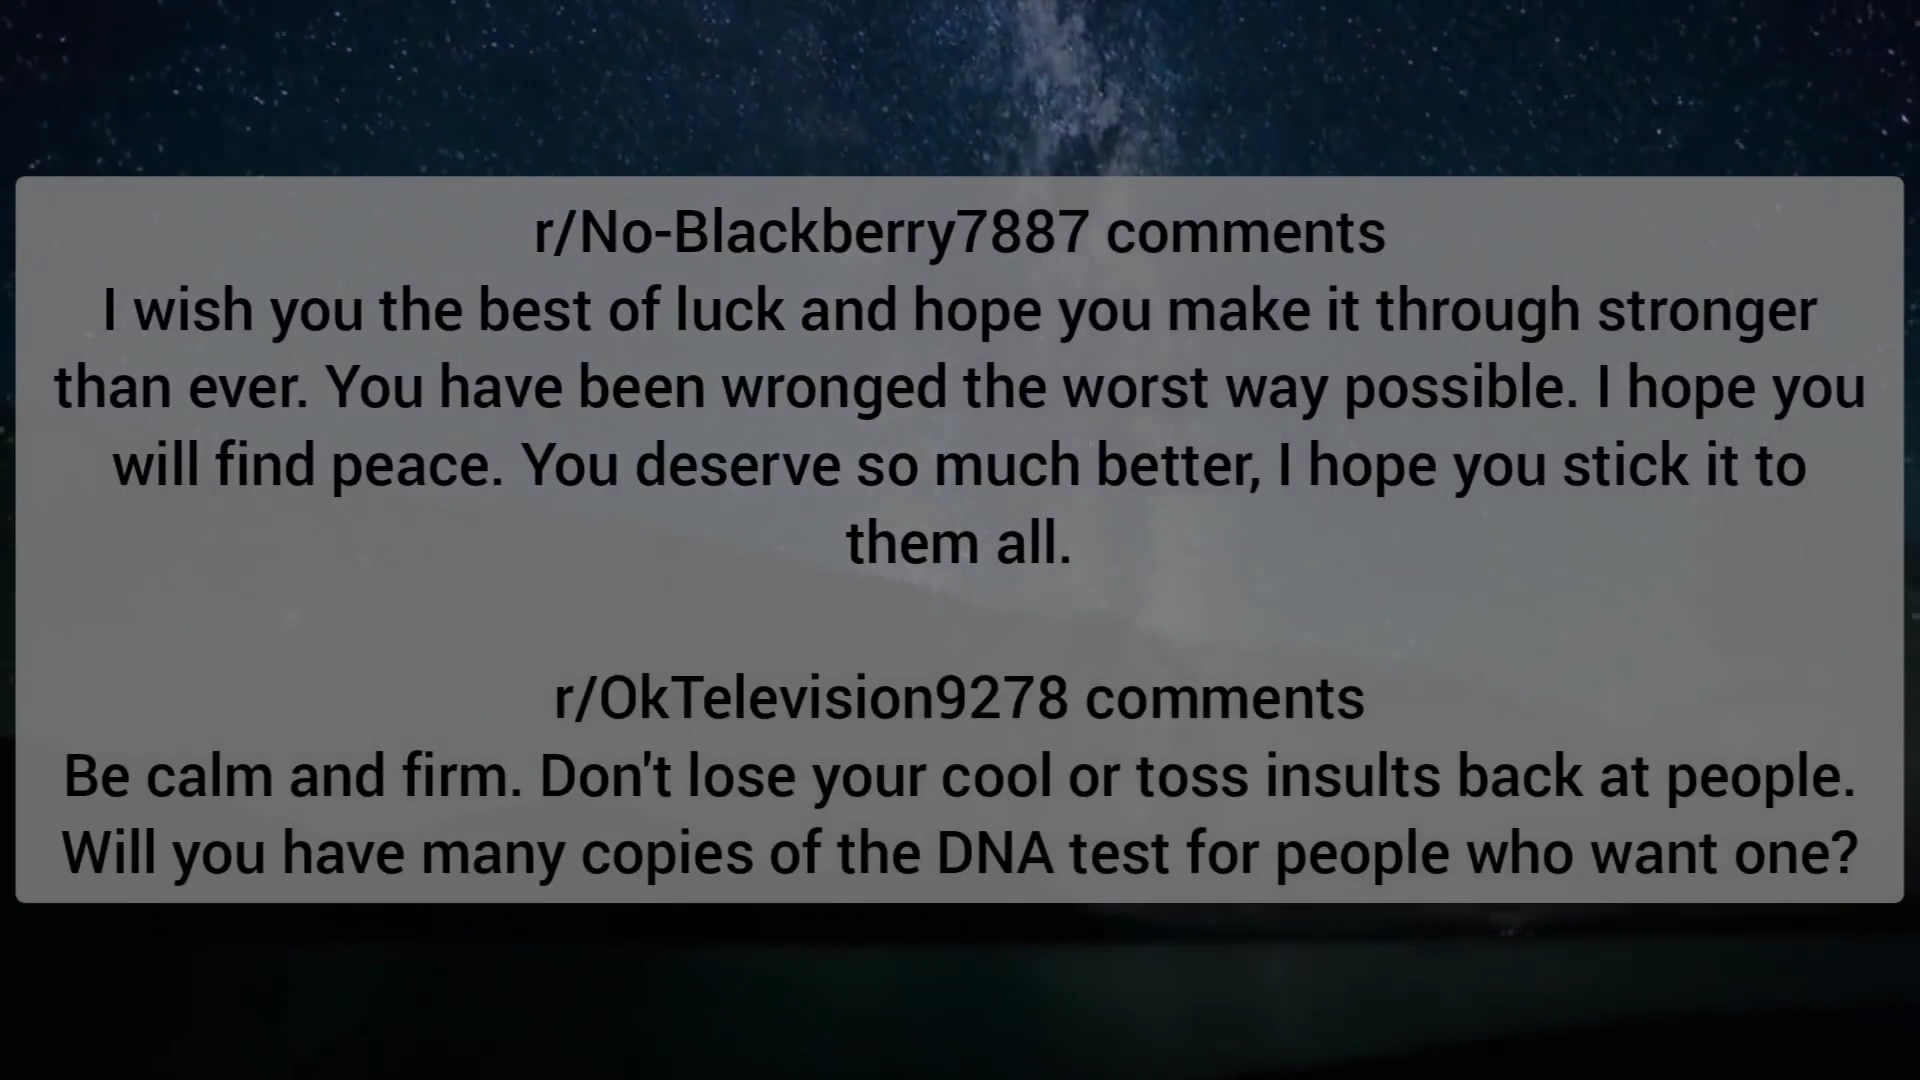 r/No-Blackberry7887 comments
I wish you the best of luck and hope you make it through stronger
than ever. You have been wronged the worst way possible. I hope you
will find peace. You deserve so much better, I hope you stick it to
them all.
r/OkTelevision9278 comments
Be calm and firm. Don't lose your cool or toss insults back at people.
Will you have many copies of the DNA test for people who want one?